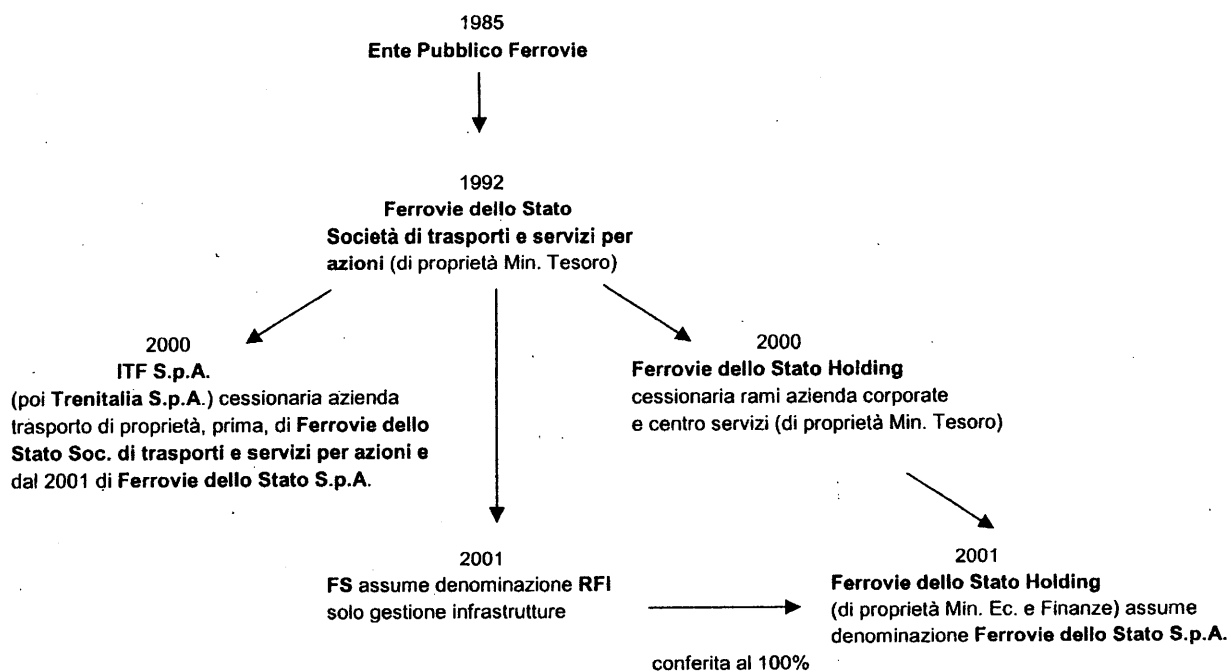 1985
Ente Pubblico Ferrovie
1992
Ferrovie dello Stato
Società di trasporti e servizi per
azioni (di proprietà Min. Tesoro)
2000
ITF S.p.A.
(poi Trenitalia S.p.A.) cessionaria azienda
trasporto di proprietà, prima, di Ferrovie dello
Stato Soc. di trasporti e servizi per azioni e
dal 2001 di Ferrovie dello Stato S.p.A.
2000
Ferrovie dello Stato Holding
cessionaria rami azienda corporate
e centro servizi (di proprietà Min. Tesoro)
2001
FS assume denominazione RFI
solo gestione infrastrutture
conferita al 100%
2001
Ferrovie dello Stato Holding
(di proprietà Min. Ec. e Finanze) assume
denominazione Ferrovie dello Stato S.p.A.